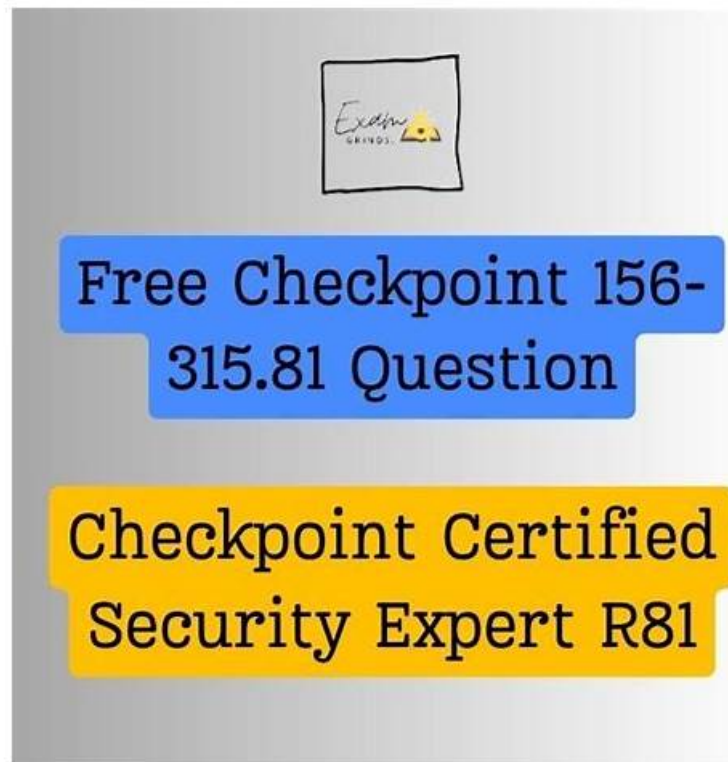 Exam
GRINDS.
Free Checkpoint 156-
315.81 Question
Checkpoint Certified
Security Expert R81